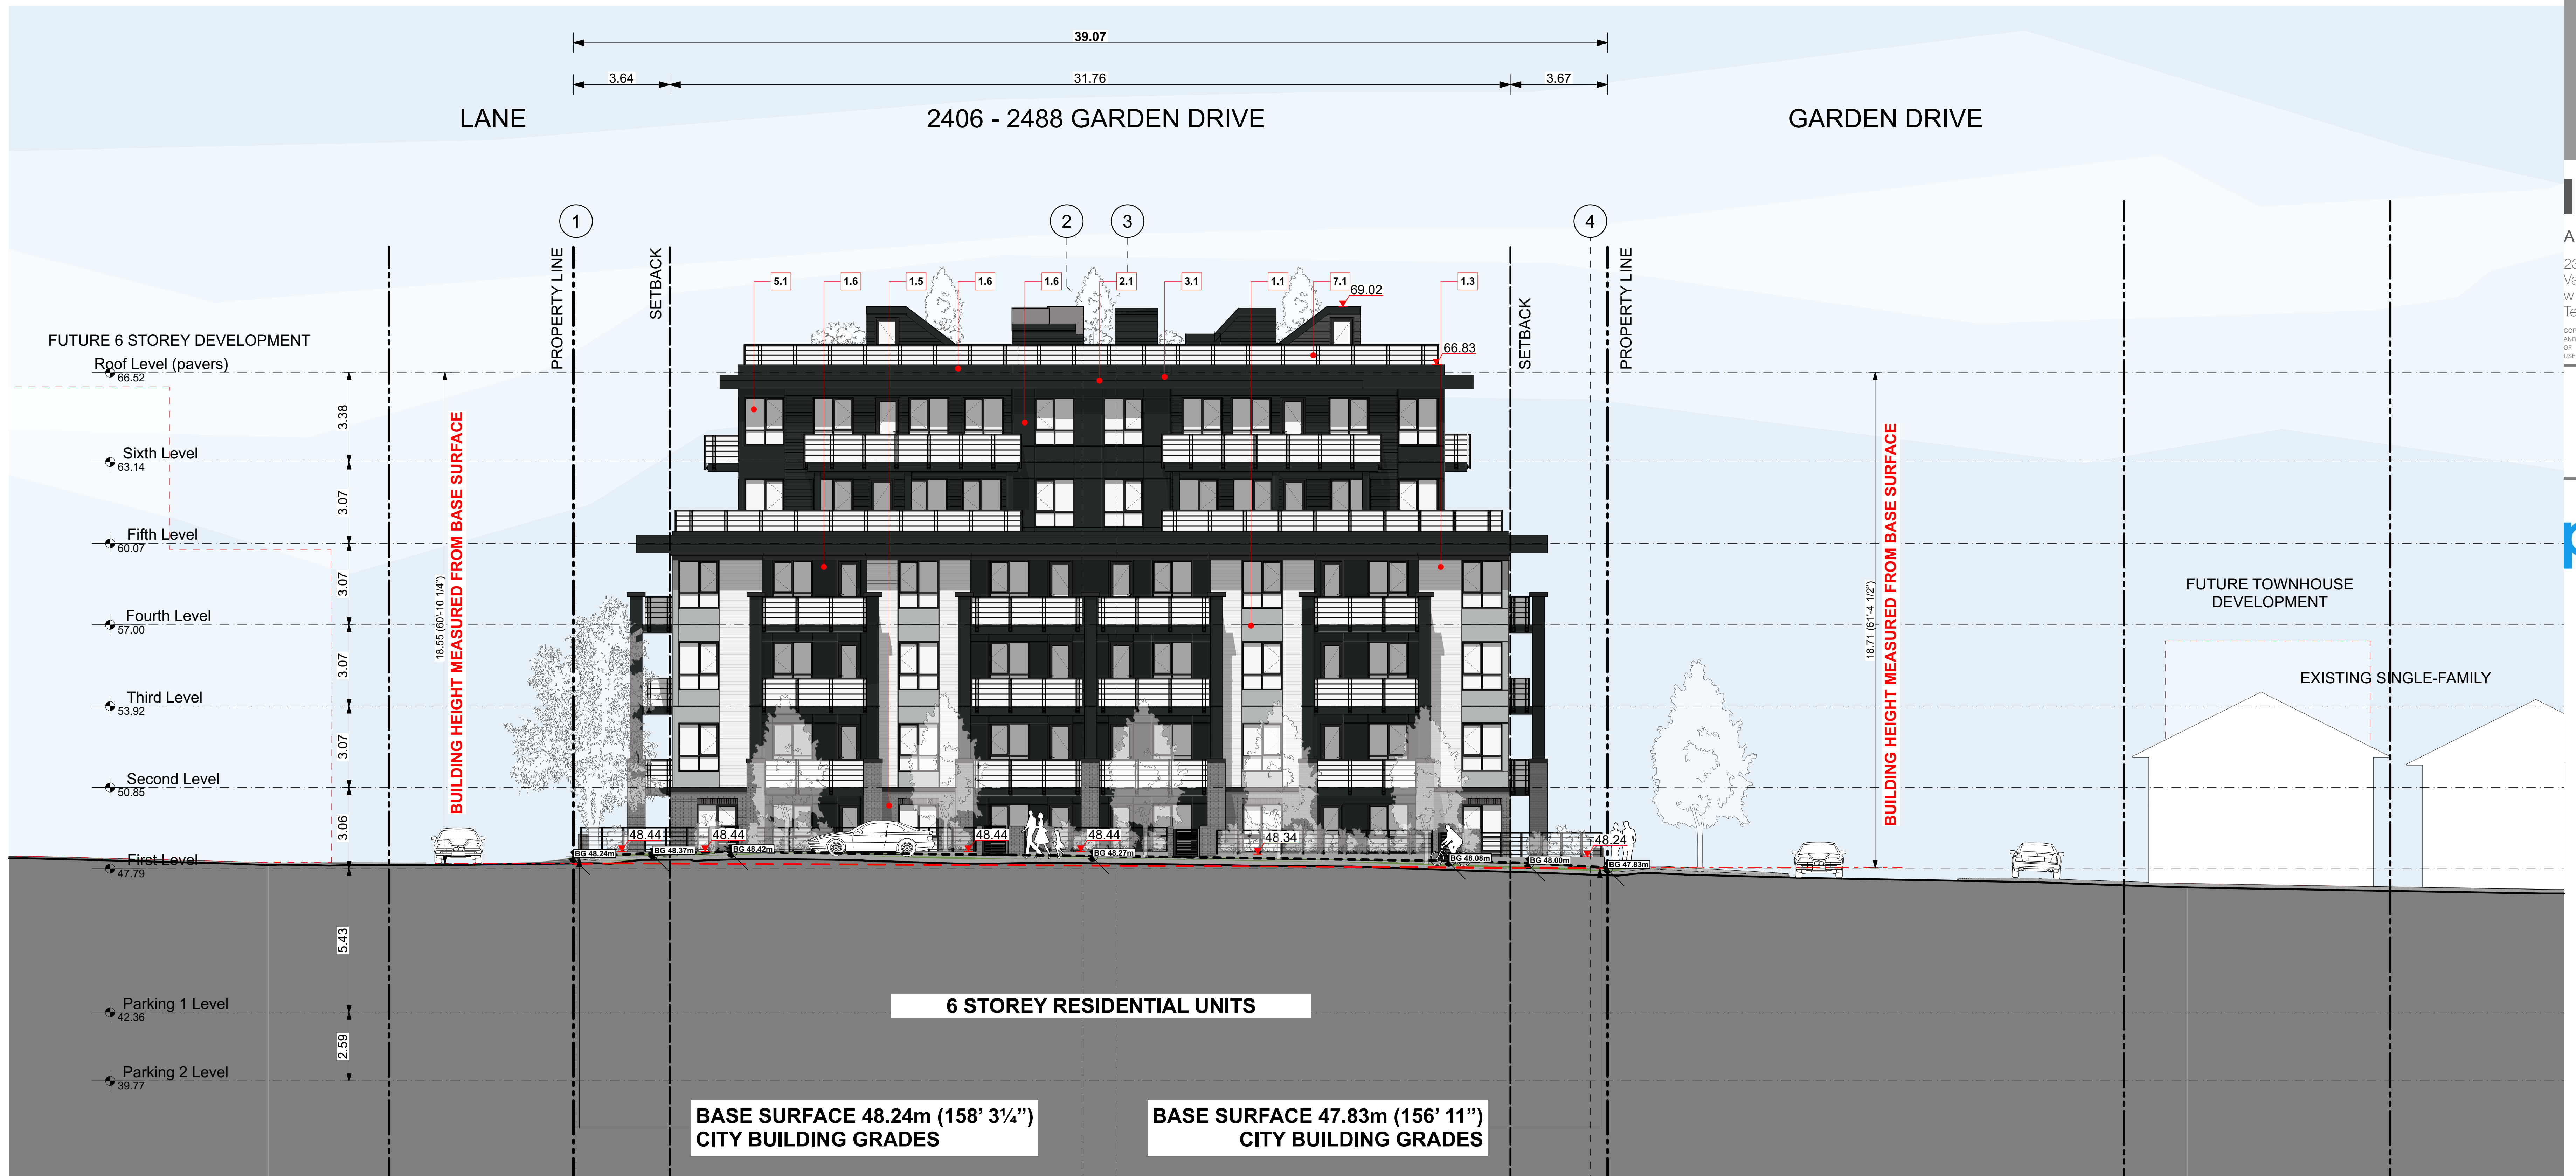 39.07
3.64
31.76
3.67
LANE
2406 - 2488 GARDEN DRIVE
GARDEN DRIVE
1
2
3
4
PROPERTY LINE
SETBACK
SETBACK
PROPERTY LINE
5.1
1.6
1.5
1.6
1.6
2.1
3.1
1.1
7.1
1.3
69.02
66.83
FUTURE 6 STOREY DEVELOPMENT
Roof Level (pavers)
66.52
3.38
Sixth Level
63.14
3.07
Fifth Level
60.07
3.07
Fourth Level
57.00
3.07
Third Level
53.92
3.07
Second Level
50.85
3.06
First Level
47.79
5.43
Parking 1 Level
42.36
2.59
Parking 2 Level
39.77
18.55 (60'-10 1/4")
BUILDING HEIGHT MEASURED FROM BASE SURFACE
18.71 (61'-4 1/2")
BUILDING HEIGHT MEASURED FROM BASE SURFACE
FUTURE TOWNHOUSE
DEVELOPMENT
EXISTING SINGLE-FAMILY
48.44
48.44
48.44
48.44
48.34
48.24
BG 48.24m
BG 48.37m
BG 48.42m
BG 48.27m
BG 48.08m
BG 48.00m
BG 47.83m
6 STOREY RESIDENTIAL UNITS
BASE SURFACE 48.24m (158’ 3¼”)
CITY BUILDING GRADES
BASE SURFACE 47.83m (156’ 11”)
CITY BUILDING GRADES
A
23
Va
w
Te
COP
AND
OF
USE